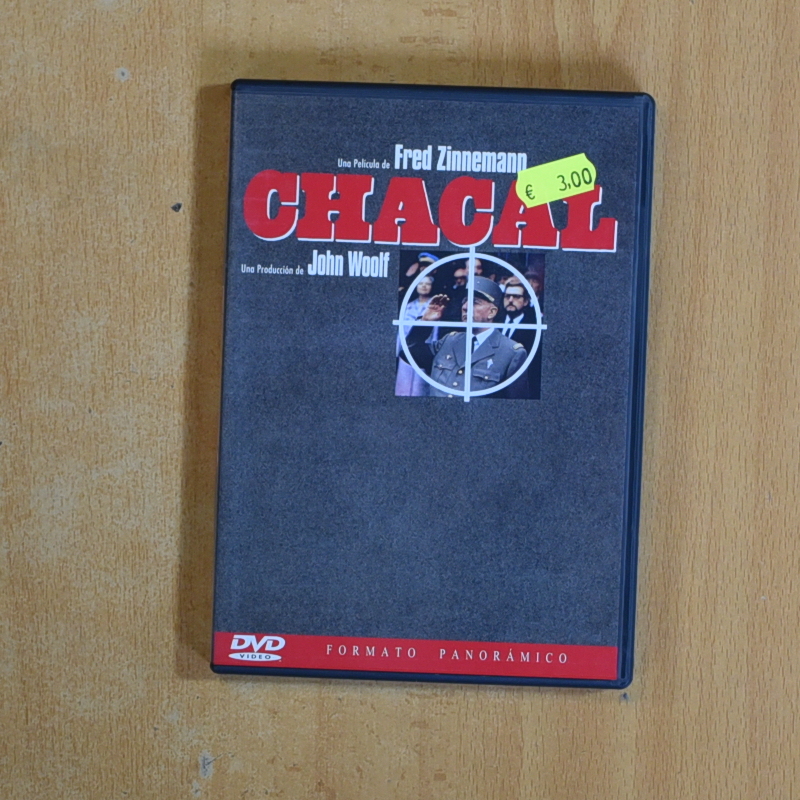 Una Película de Fred Zinnemann
€ 3,00
CHACAL
Una Producción de John Woolf
DVD
VIDEO
FORMATO PANORÁMICO